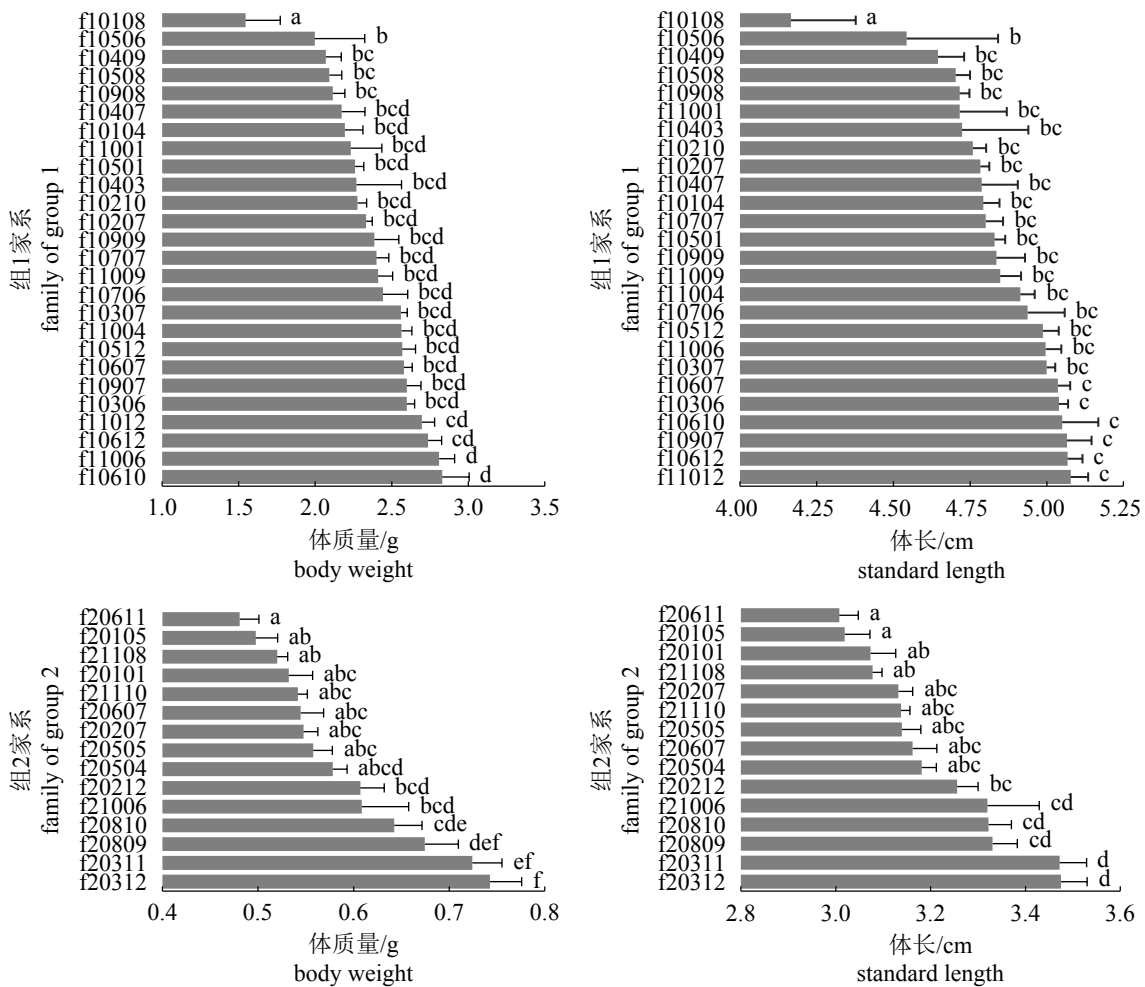 f10108 a
f10506 b
f10409 bc
f10508 bc
f10908 bc
f10407 bcd
f10104 bcd
f11001 bcd
f10501 bcd
f10403 bcd
f10210 bcd
f10207 bcd
f10909 bcd
f10707 bcd
f11009 bcd
f10706 bcd
f10307 bcd
f11004 bcd
f10512 bcd
f10607 bcd
f10907 bcd
f10306 bcd
f11012 cd
f10612 cd
f11006 d
f10610 d
组1家系
family of group 1
1.0 1.5 2.0 2.5 3.0 3.5
体质量/g
body weight
f10108 a
f10506 b
f10409 bc
f10508 bc
f10908 bc
f11001 bc
f10403 bc
f10210 bc
f10207 bc
f10407 bc
f10104 bc
f10707 bc
f10501 bc
f10909 bc
f11009 bc
f11004 bc
f10706 bc
f10512 bc
f11006 bc
f10307 bc
f10607 c
f10306 c
f10610 c
f10907 c
f10612 c
f11012 c
组1家系
family of group 1
4.00 4.25 4.50 4.75 5.00 5.25
体长/cm
standard length
f20611 a
f20105 ab
f21108 ab
f20101 abc
f21110 abc
f20607 abc
f20207 abc
f20505 abc
f20504 abcd
f20212 bcd
f21006 bcd
f20810 cde
f20809 def
f20311 ef
f20312 f
组2家系
family of group 2
0.4 0.5 0.6 0.7 0.8
体质量/g
body weight
f20611 a
f20105 a
f20101 ab
f21108 ab
f20207 abc
f21110 abc
f20505 abc
f20607 abc
f20504 abc
f20212 bc
f21006 cd
f20810 cd
f20809 cd
f20311 d
f20312 d
组2家系
family of group 2
2.8 3.0 3.2 3.4 3.6
体长/cm
standard length